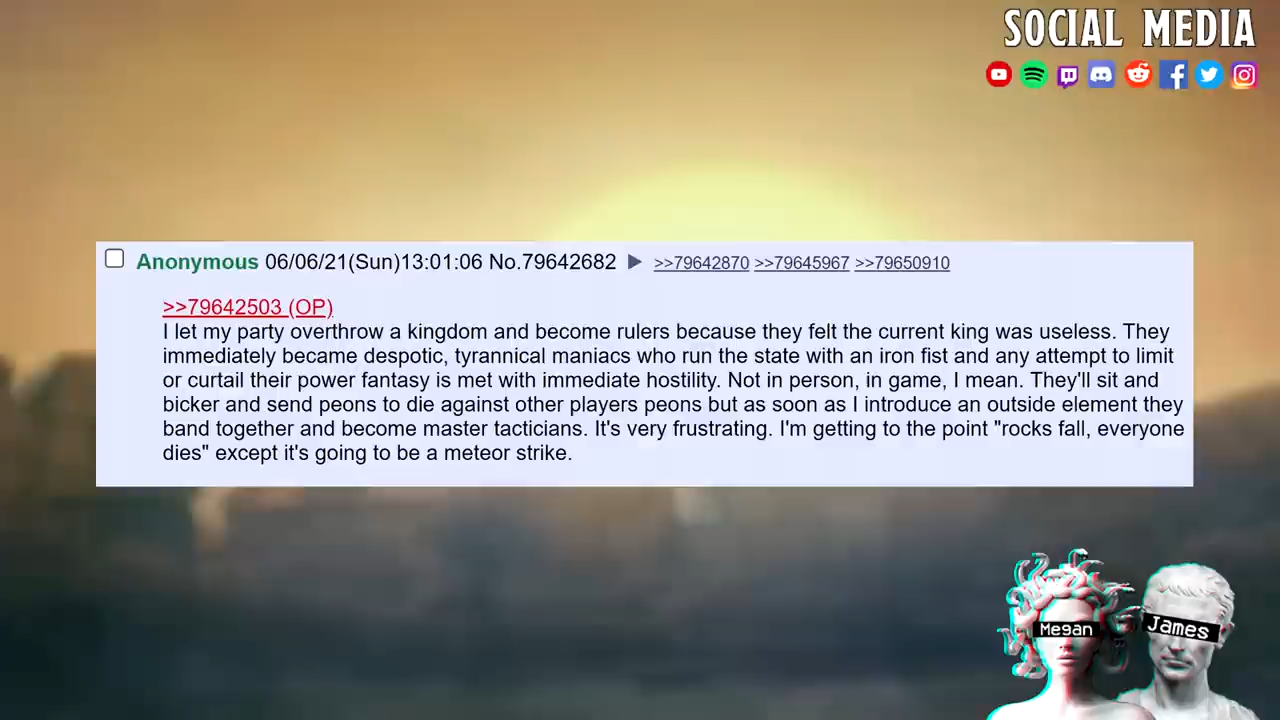 SOCIAL MEDIA
Anonymous 06/06/21(Sun)13:01:06 No.79642682 ▶ >>79642870 >>79645967 >>79650910
>>79642503 (OP)
I let my party overthrow a kingdom and become rulers because they felt the current king was useless. They
immediately became despotic, tyrannical maniacs who run the state with an iron fist and any attempt to limit
or curtail their power fantasy is met with immediate hostility. Not in person, in game, I mean. They'll sit and
bicker and send peons to die against other players peons but as soon as I introduce an outside element they
band together and become master tacticians. It's very frustrating. I'm getting to the point "rocks fall, everyone
dies" except it's going to be a meteor strike.
Megan
James